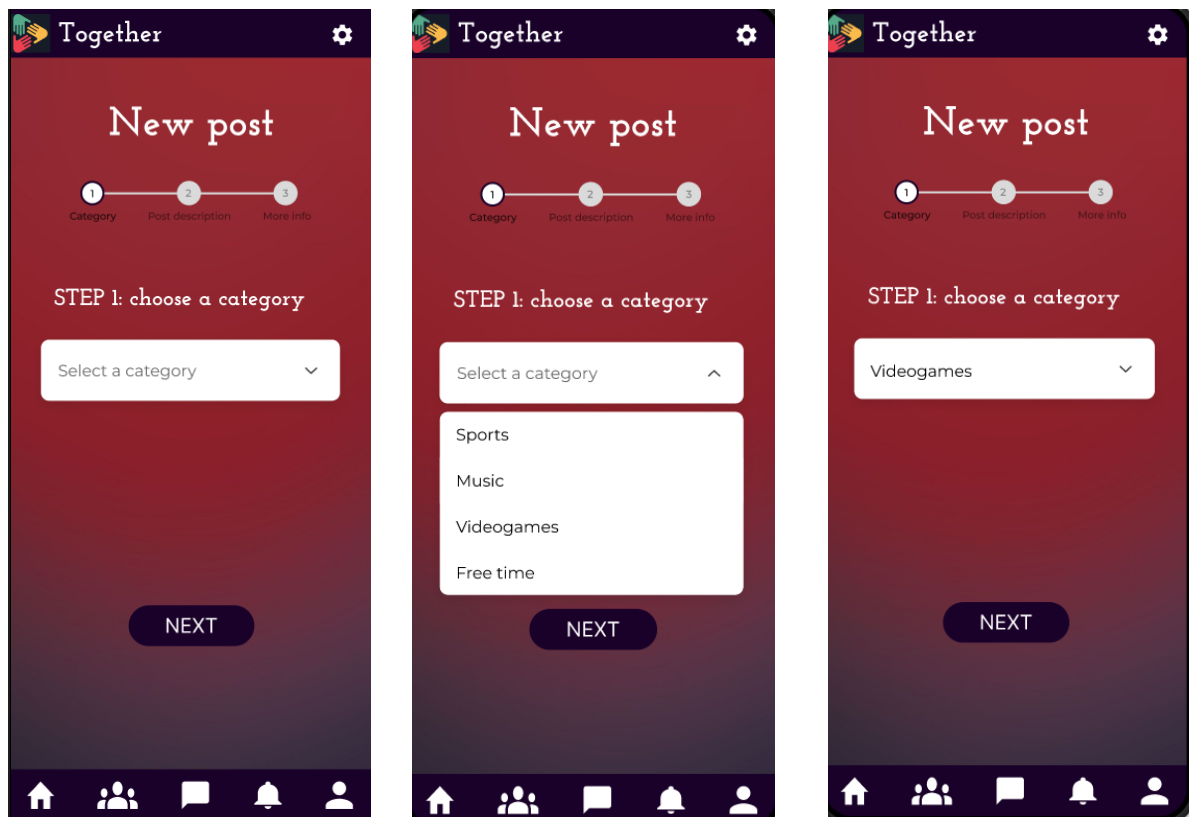 Together
New post
1 2 3
Category Post description More info
STEP 1: choose a category
Select a category
NEXT
Together
New post
1 2 3
Category Post description More info
STEP 1: choose a category
Select a category
Sports
Music
Videogames
Free time
NEXT
Together
New post
1 2 3
Category Post description More info
STEP 1: choose a category
Videogames
NEXT